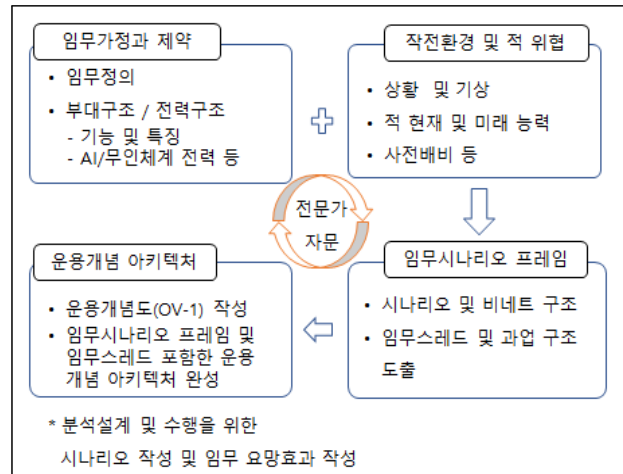 임무가정과 제약
• 임무정의
• 부대구조 / 전력구조
- 기능 및 특징
- AI/무인체계 전력 등
작전환경 및 적 위협
• 상황 및 기상
• 적 현재 및 미래 능력
• 사전배비 등
전문가
자문
임무시나리오 프레임
• 시나리오 및 비네트 구조
• 임무스레드 및 과업 구조
도출
운용개념 아키텍처
• 운용개념도(OV-1) 작성
• 임무시나리오 프레임 및
임무스레드 포함한 운용
개념 아키텍처 완성
* 분석설계 및 수행을 위한
시나리오 작성 및 임무 요망효과 작성